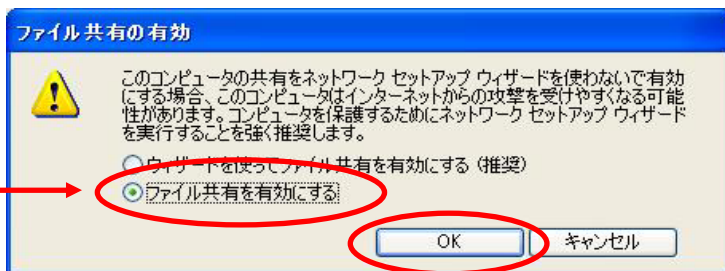 ファイル共有の有効
このコンピュータの共有をネットワーク セットアップ ウィザードを使わないで有効
にする場合、このコンピュータはインターネットからの攻撃を受けやすくなる可能
性があります。コンピュータを保護するためにネットワーク セットアップ ウィザード
を実行することを強く推奨します。
ウィザードを使ってファイル共有を有効にする (推奨)
ファイル共有を有効にする
OK キャンセル